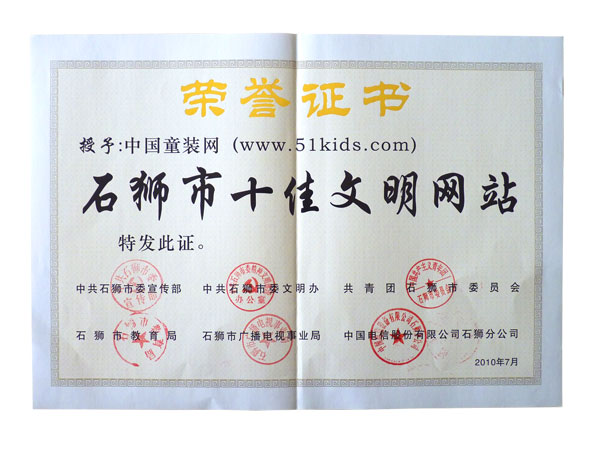 荣誉证书
授予:中国童装网 (www.51kids.com)
石狮市十佳文明网站
特发此证。
中共石狮市委宣传部 中共石狮市委文明办 共青团石狮市委员会
石狮市教育局 石狮市广播电视事业局 中国电信股份有限公司石狮分公司
2010年7月